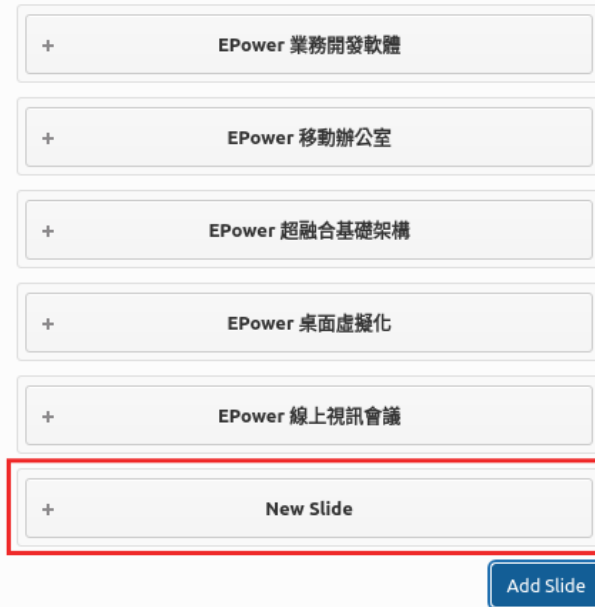 EPower 業務開發軟體
EPower 移動辦公室
EPower 超融合基礎架構
EPower 桌面虛擬化
EPower 線上視訊會議
New Slide
Add Slide